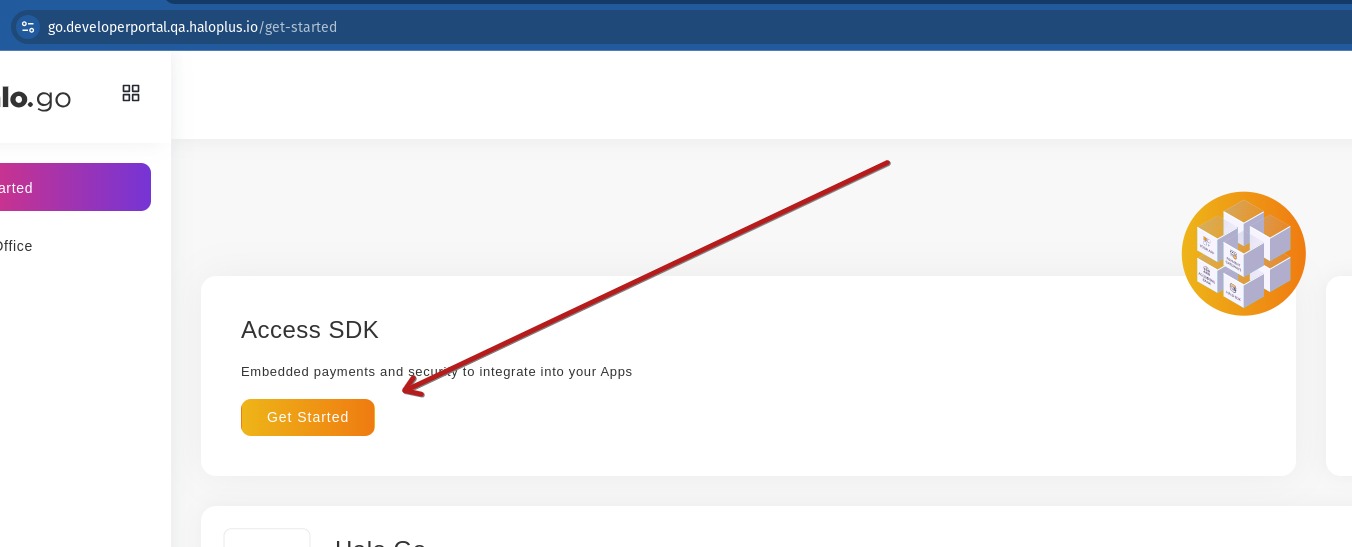 go.developerportal.qa.haloplus.io/get-started
lo.go
arted
Office
Access SDK
Embedded payments and security to integrate into your Apps
Get Started
Halo Go